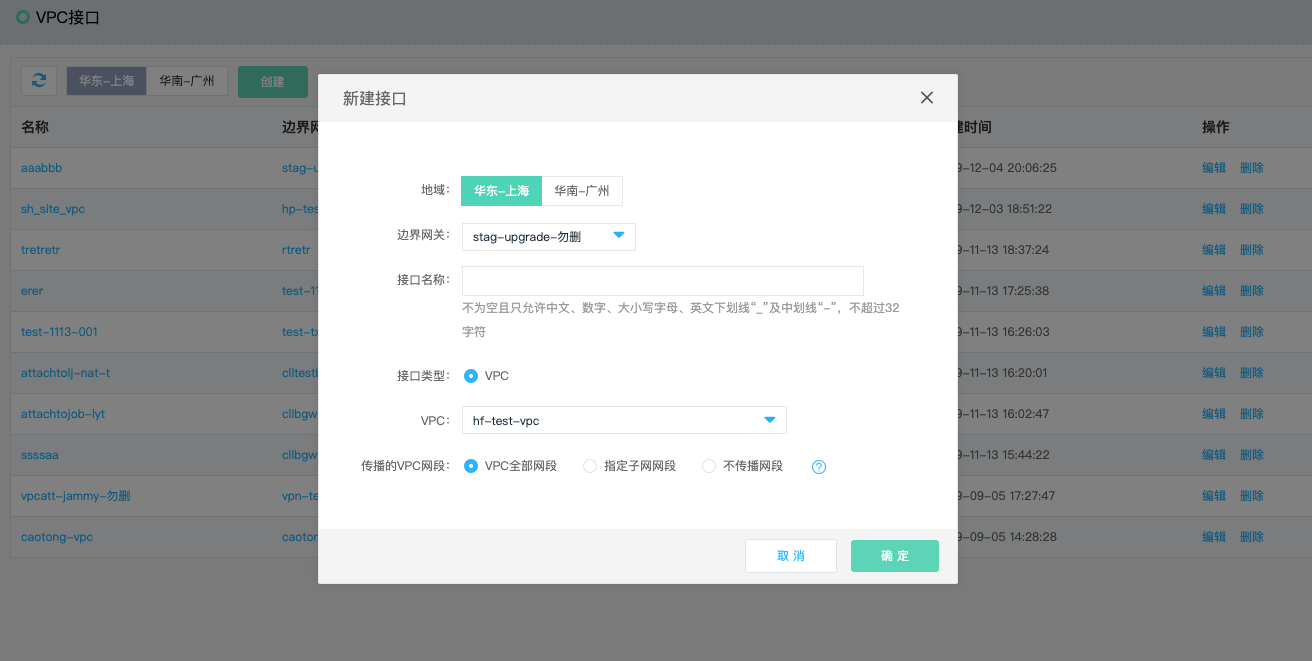 VPC接口
华东-上海 华南-广州 创建
新建接口
名称 边界 建时间 操作
aaabbb stag-u 9-12-04 20:06:25 编辑 删除
地域: 华东-上海 华南-广州
sh_site_vpc hp-tes 9-12-03 18:51:22 编辑 删除
边界网关: stag-upgrade-勿删
tretretr rtretr 9-11-13 18:37:24 编辑 删除
接口名称:
erer test-11 9-11-13 17:25:38 编辑 删除
不为空且只允许中文、数字、大小写字母、英文下划线“_”及中划线“-”，不超过32
字符
test-1113-001 test-tx 9-11-13 16:26:03 编辑 删除
attachtolj-nat-t clltestb 9-11-13 16:20:01 编辑 删除
接口类型: VPC
attachtojob-lyt cllbgw 9-11-13 16:02:47 编辑 删除
VPC: hf-test-vpc
ssssaa cllbgw 9-11-13 15:44:22 编辑 删除
传播的VPC网段: VPC全部网段 指定子网网段 不传播网段 ?
vpcatt-jammy-勿删 vpn-te 9-09-05 17:27:47 编辑 删除
caotong-vpc caoton 9-09-05 14:28:28 编辑 删除
取消 确定